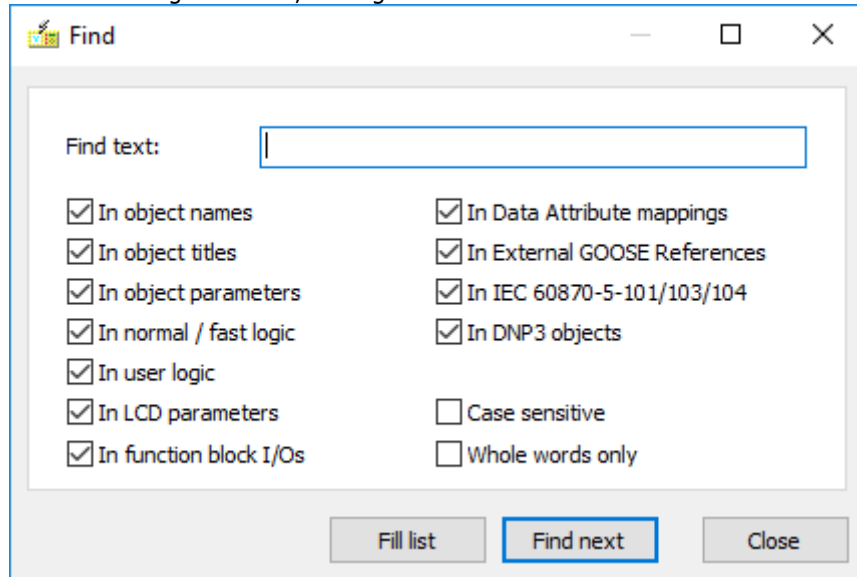 Find
Find text:
In object names
In Data Attribute mappings
In object titles
In External GOOSE References
In object parameters
In IEC 60870-5-101/103/104
In normal / fast logic
In DNP3 objects
In user logic
In LCD parameters
Case sensitive
In function block I/Os
Whole words only
Fill list
Find next
Close